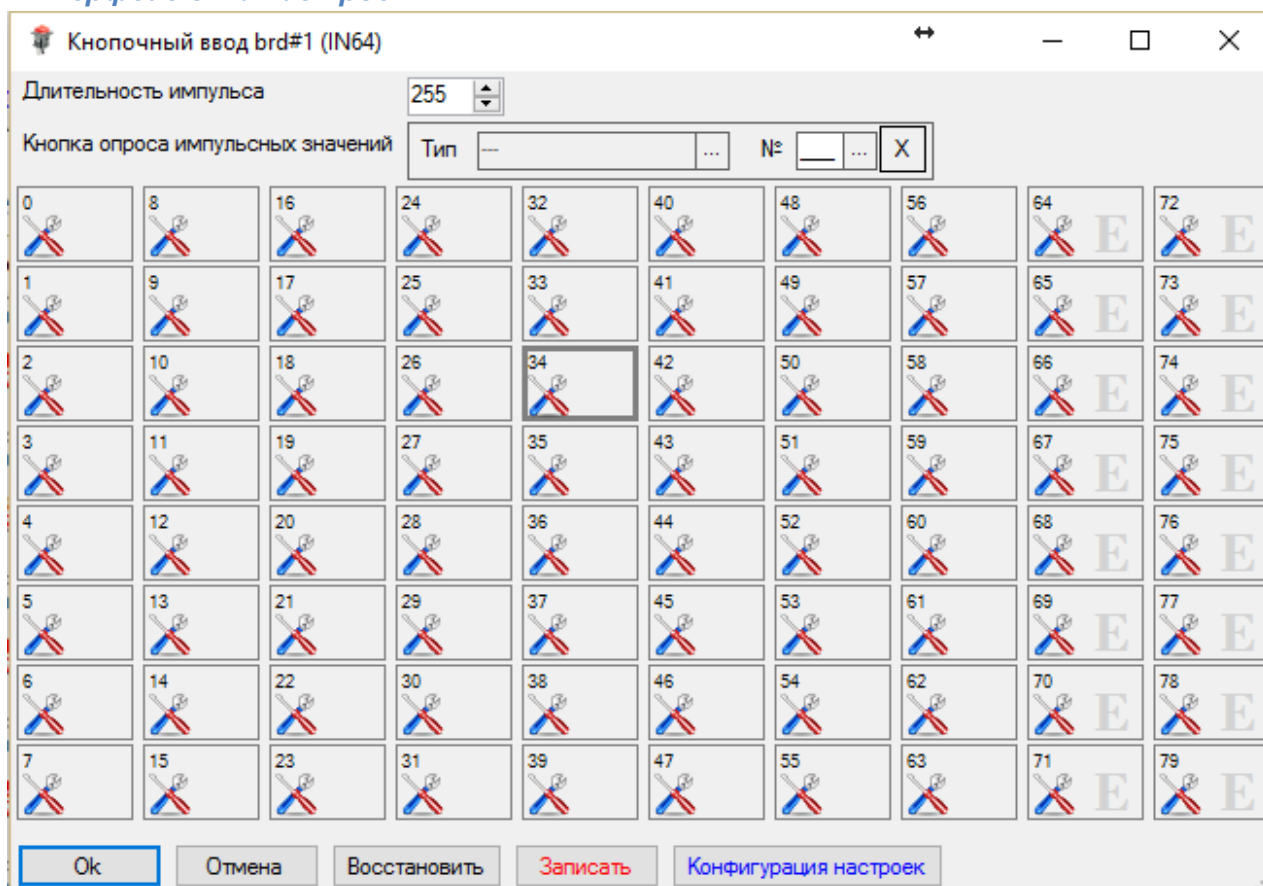 Кнопочный ввод brd#1 (IN64)
Длительность импульса 255
Кнопка опроса импульсных значений Тип --- ... № ___ ... X
0 8 16 24 32 40 48 56 64 E 72 E
1 9 17 25 33 41 49 57 65 E 73 E
2 10 18 26 34 42 50 58 66 E 74 E
3 11 19 27 35 43 51 59 67 E 75 E
4 12 20 28 36 44 52 60 68 E 76 E
5 13 21 29 37 45 53 61 69 E 77 E
6 14 22 30 38 46 54 62 70 E 78 E
7 15 23 31 39 47 55 63 71 E 79 E
Ok Отмена Восстановить Записать Конфигурация настроек